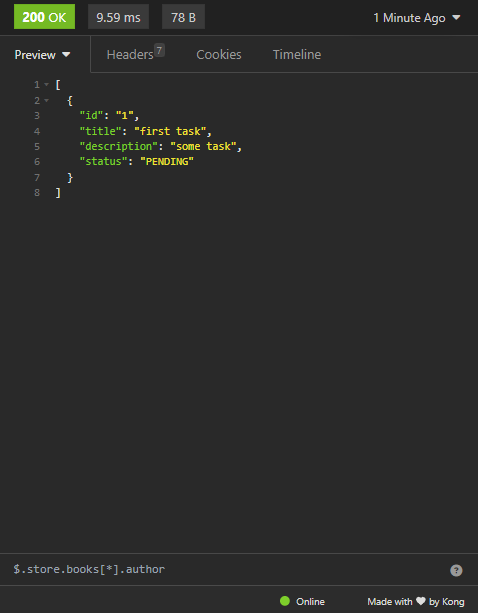 200 OK 9.59 ms 78 B 1 Minute Ago
Preview Headers 7 Cookies Timeline
1 [
2 {
3 "id": "1",
4 "title": "first task",
5 "description": "some task",
6 "status": "PENDING"
7 }
8 ]
$.store.books[*].author ?
Online Made with ♥ by Kong